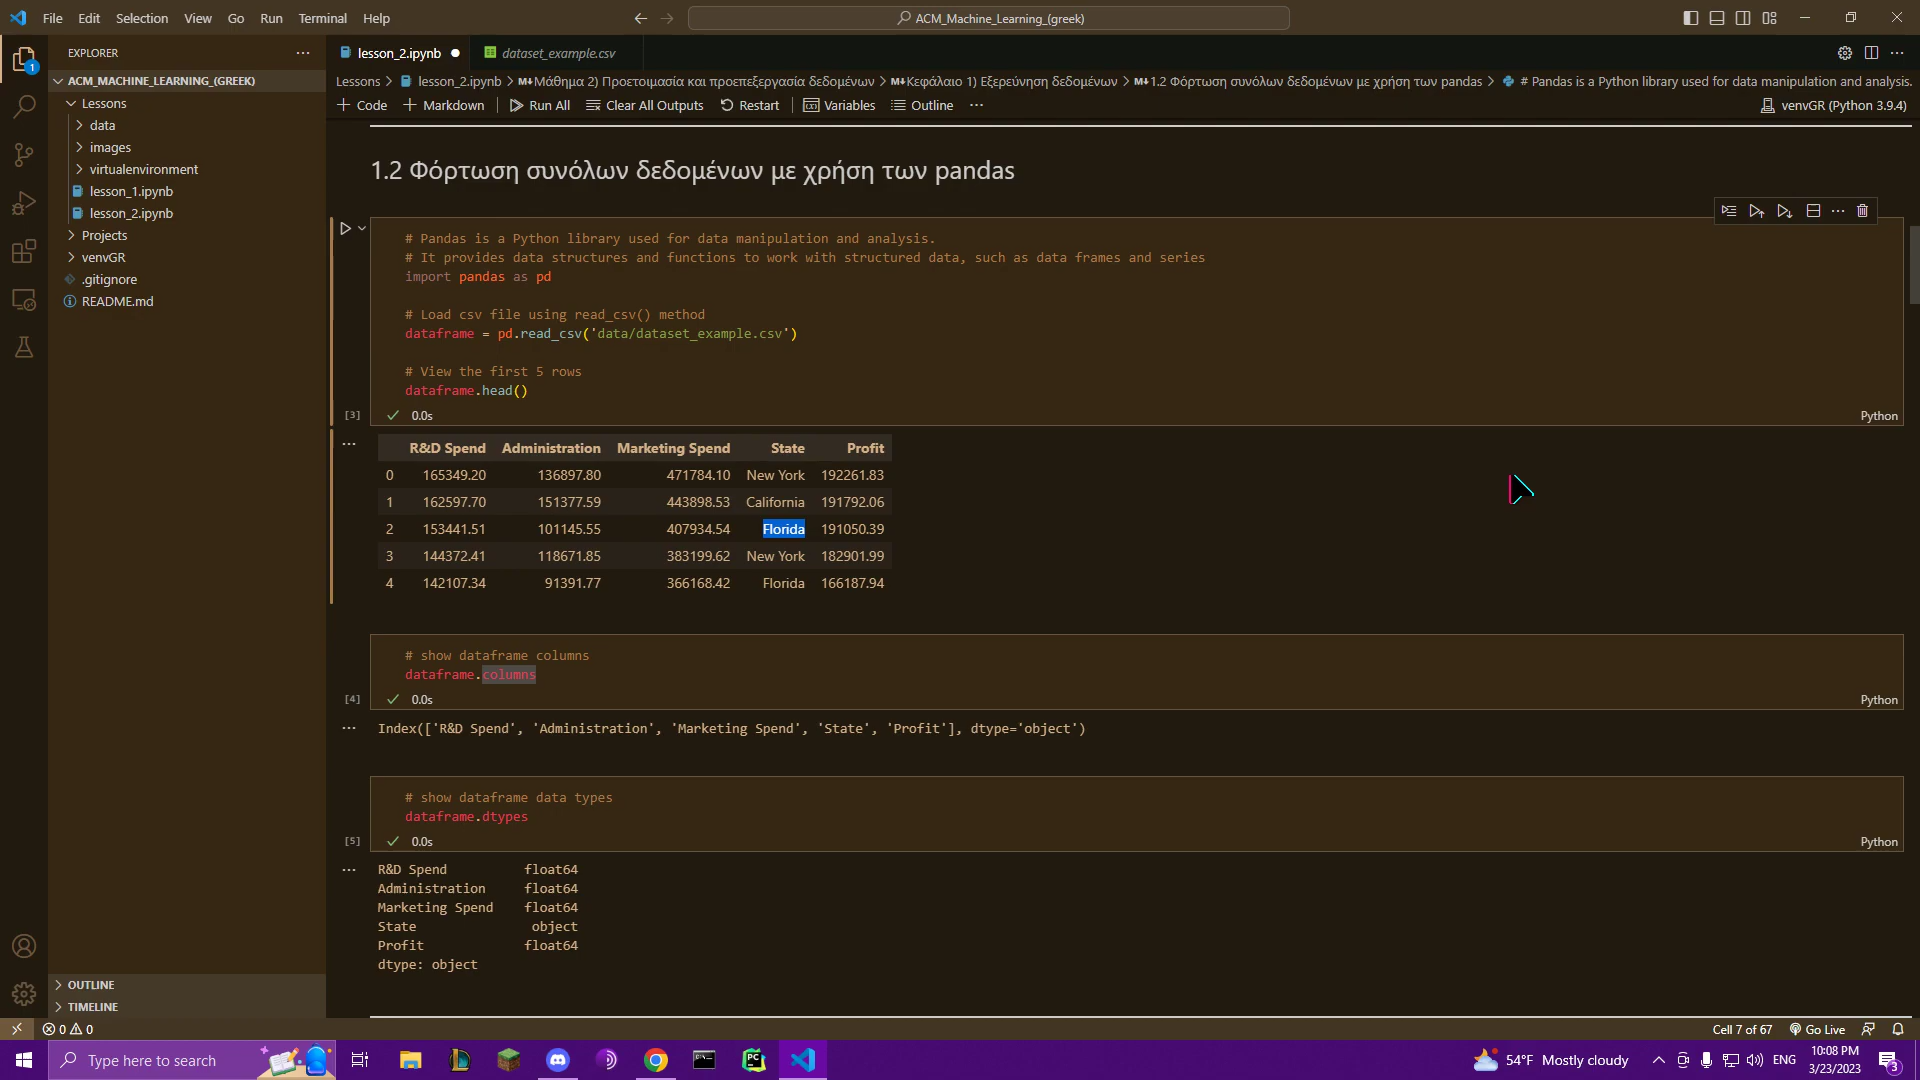 File Edit Selection View Go Run Terminal Help
ACM_Machine_Learning_(greek)
EXPLORER
1
ACM_MACHINE_LEARNING_(GREEK)
Lessons
data
images
virtualenvironment
lesson_1.ipynb
lesson_2.ipynb
Projects
venvGR
.gitignore
README.md
OUTLINE
TIMELINE
lesson_2.ipynb
dataset_example.csv
Lessons > lesson_2.ipynb > M↓Μάθημα 2) Προετοιμασία και προεπεξεργασία δεδομένων > M↓Κεφάλαιο 1) Εξερεύνηση δεδομένων > M↓1.2 Φόρτωση συνόλων δεδομένων με χρήση των pandas > # Pandas is a Python library used for data manipulation and analysis.
+ Code + Markdown Run All Clear All Outputs Restart Variables Outline ...
venvGR (Python 3.9.4)
1.2 Φόρτωση συνόλων δεδομένων με χρήση των pandas
# Pandas is a Python library used for data manipulation and analysis.
# It provides data structures and functions to work with structured data, such as data frames and series
import pandas as pd
# Load csv file using read_csv() method
dataframe = pd.read_csv('data/dataset_example.csv')
# View the first 5 rows
dataframe.head()
[3] 0.0s Python
R&D Spend Administration Marketing Spend State Profit
0 165349.20 136897.80 471784.10 New York 192261.83
1 162597.70 151377.59 443898.53 California 191792.06
2 153441.51 101145.55 407934.54 Florida 191050.39
3 144372.41 118671.85 383199.62 New York 182901.99
4 142107.34 91391.77 366168.42 Florida 166187.94
# show dataframe columns
dataframe.columns
[4] 0.0s Python
Index(['R&D Spend', 'Administration', 'Marketing Spend', 'State', 'Profit'], dtype='object')
# show dataframe data types
dataframe.dtypes
[5] 0.0s Python
R&D Spend float64
Administration float64
Marketing Spend float64
State object
Profit float64
dtype: object
0 0
Cell 7 of 67 Go Live
Type here to search
PC
54°F Mostly cloudy
ENG
10:08 PM
3/23/2023
3